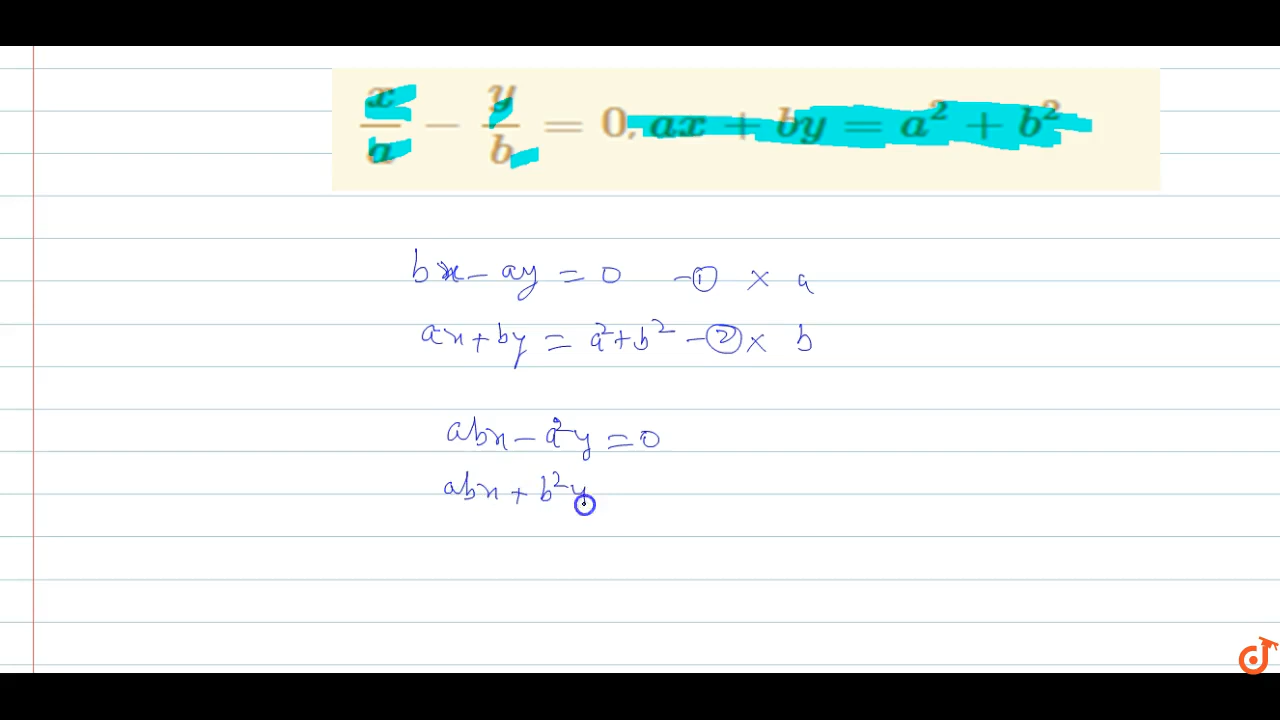 x/a − y/b = 0, ax + by = a² + b²
bx − ay = 0 −① × a
ax + by = a² + b² −② × b
abx − a²y = 0
abx + b²y